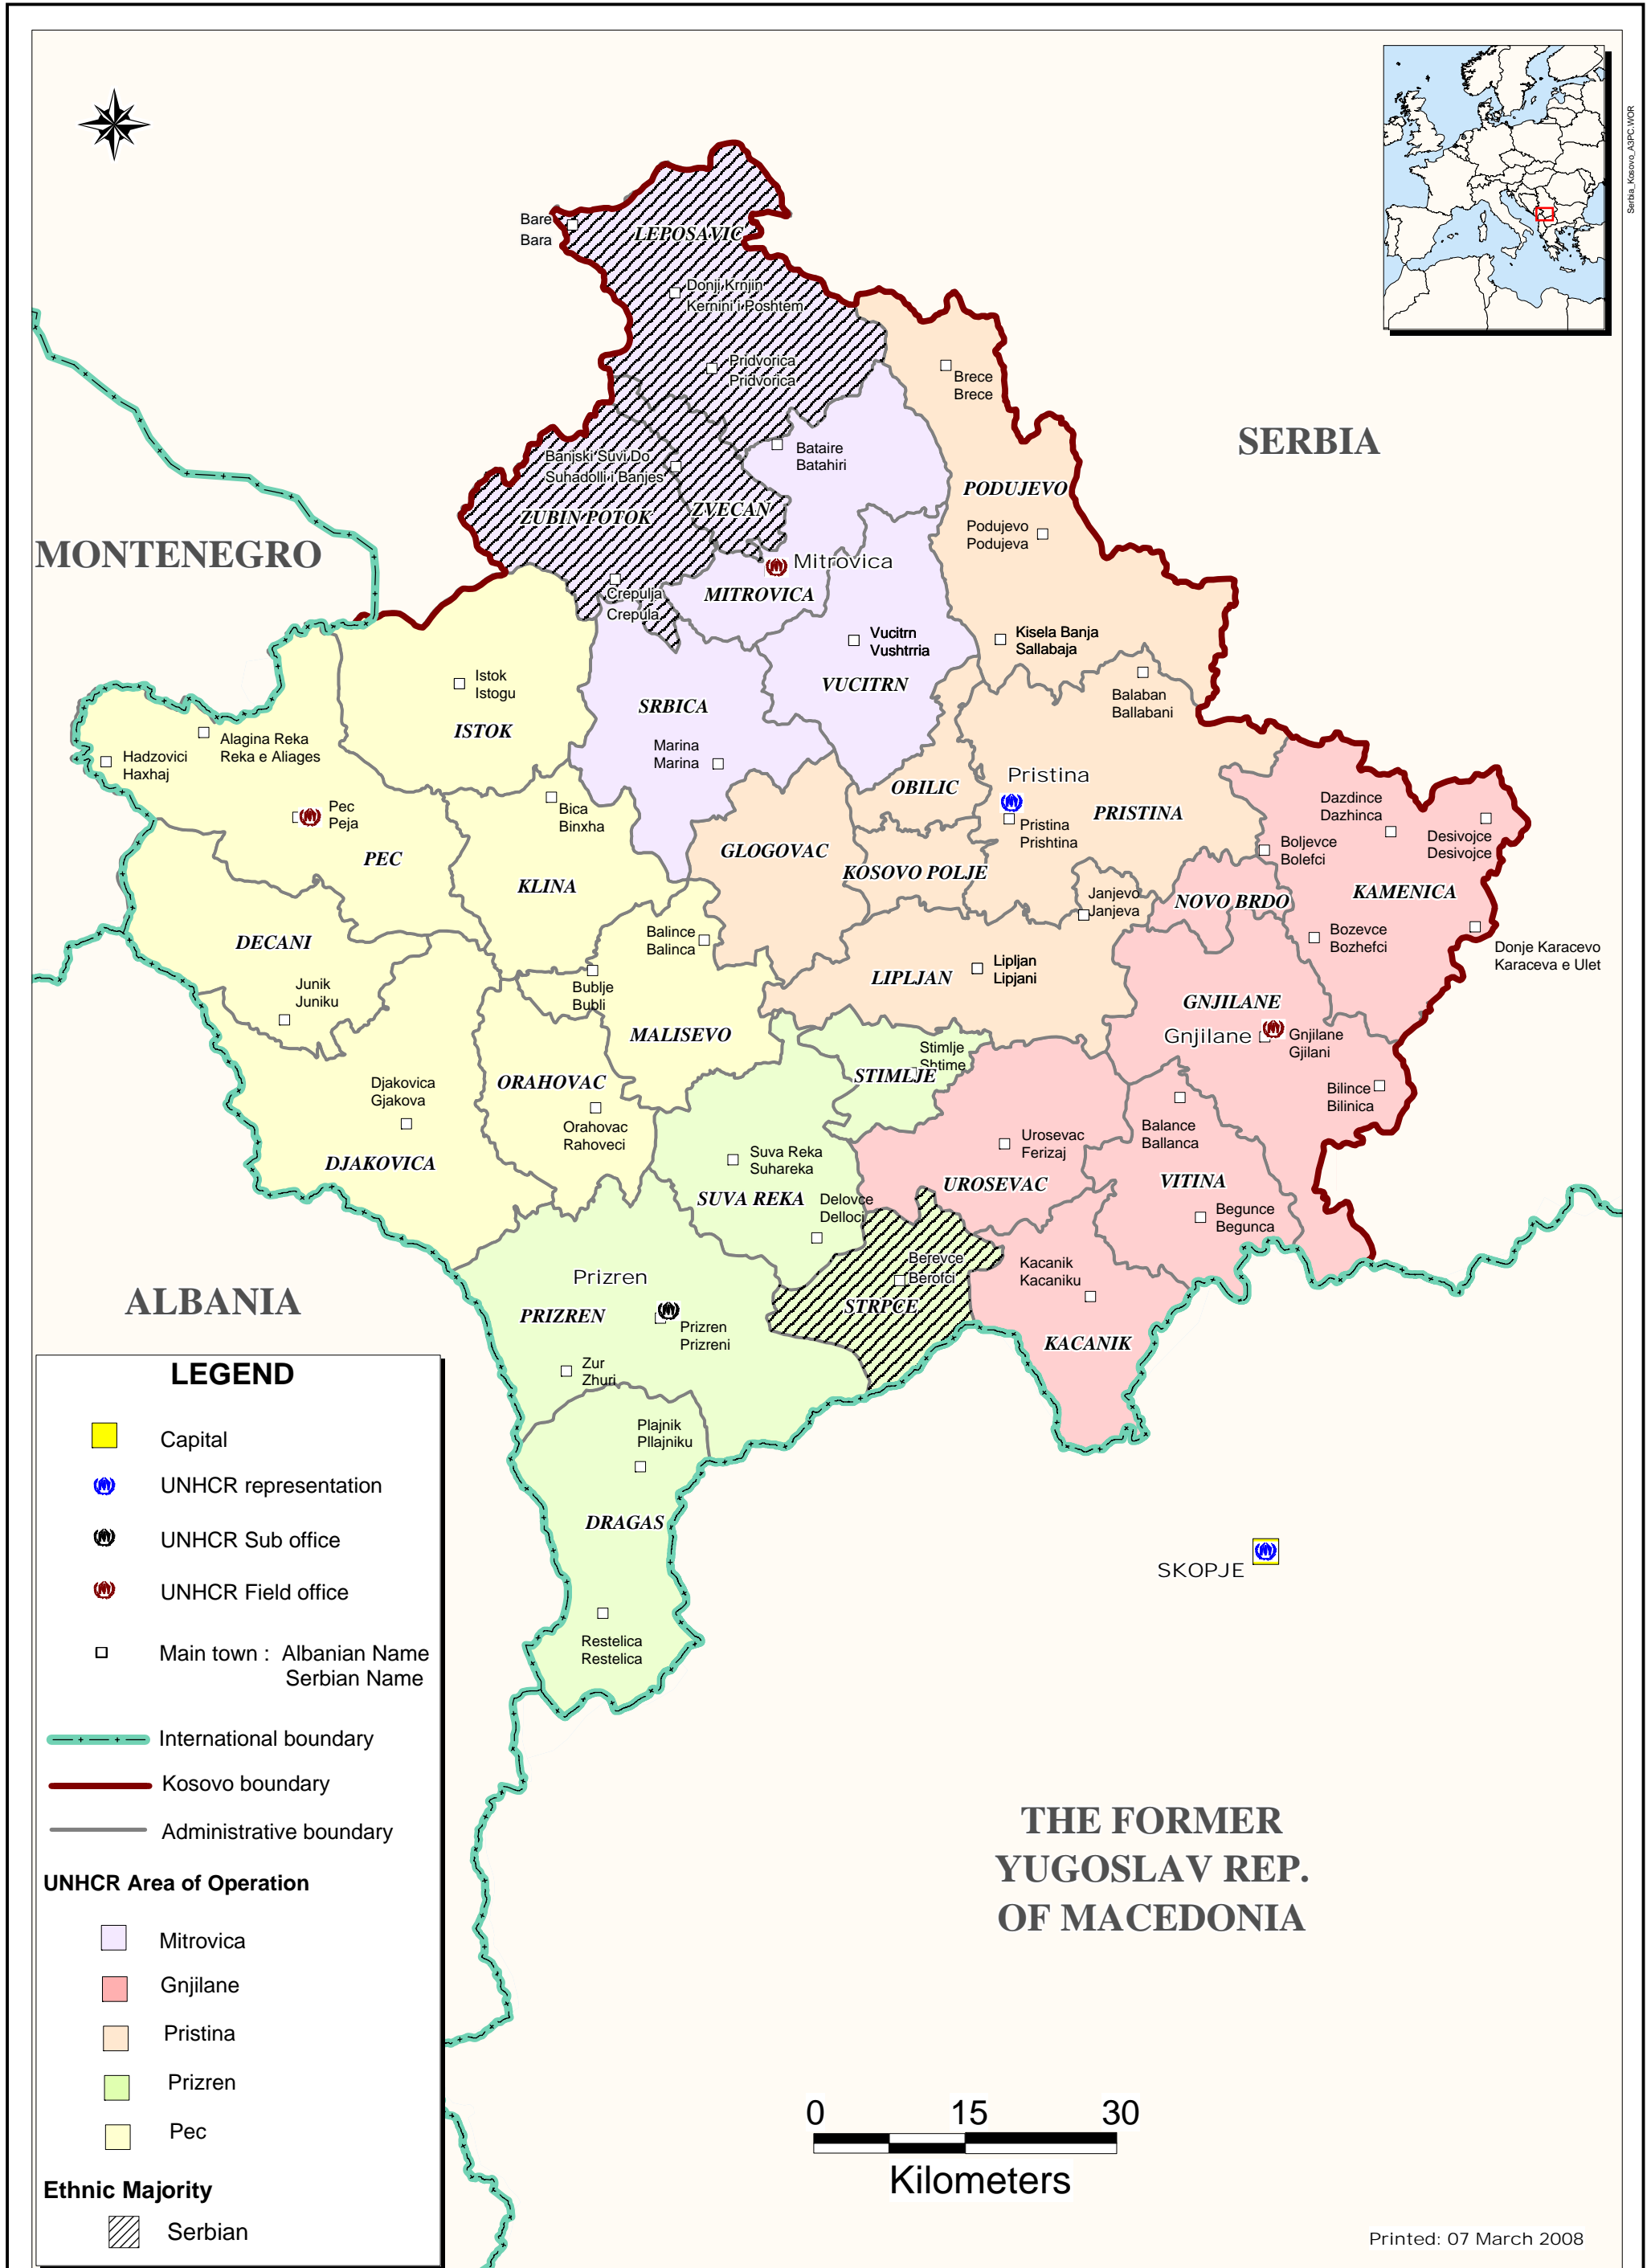 Serbia_Kosovo_A3PC.WOR
Bare
Bara
LEPOSAVIC
Donji Krnjin
Kernini i Poshtem
Pridvorica
Pridvorica
Brece
Brece
SERBIA
Bataire
Batahiri
Banjski Suvi Do
Suhadolli i Banjes
ZUBIN POTOK
ZVECAN
PODUJEVO
Podujevo
Podujeva
MONTENEGRO
Mitrovica
MITROVICA
Crepulja
Crepula
Vucitrn
Vushtrria
VUCITRN
Kisela Banja
Sallabaja
Balaban
Ballabani
Istok
Istogu
ISTOK
SRBICA
Marina
Marina
Alagina Reka
Reka e Aliages
Hadzovici
Haxhaj
Pec
Peja
PEC
Bica
Binxha
KLINA
OBILIC
Pristina
PRISTINA
Pristina
Prishtina
GLOGOVAC
KOSOVO POLJE
Dazdince
Dazhinca
Desivojce
Desivojce
Boljevce
Bolefci
KAMENICA
NOVO BRDO
Janjevo
Janjeva
Bozevce
Bozhefci
Donje Karacevo
Karaceva e Ulet
DECANI
Balince
Balinca
Junik
Juniku
Bublje
Bubli
LIPLJAN
Lipljan
Lipjani
GNJILANE
Gnjilane
Gnjilane
Gjilani
MALISEVO
Stimlje
Shtime
STIMLJE
ORAHOVAC
Orahovac
Rahoveci
Djakovica
Gjakova
DJAKOVICA
Bilince
Bilinica
Balance
Ballanca
Urosevac
Ferizaj
UROSEVAC
VITINA
Begunce
Begunca
Suva Reka
Suhareka
SUVA REKA
Delovce
Delloci
Berevce
Berofci
STRPCE
Kacanik
Kacaniku
KACANIK
ALBANIA
Prizren
PRIZREN
Prizren
Prizreni
Zur
Zhuri
Plajnik
Pllajniku
DRAGAS
Restelica
Restelica
SKOPJE
THE FORMER
YUGOSLAV REP.
OF MACEDONIA
LEGEND
Capital
UNHCR representation
UNHCR Sub office
UNHCR Field office
Main town : Albanian Name
Serbian Name
International boundary
Kosovo boundary
Administrative boundary
UNHCR Area of Operation
Mitrovica
Gnjilane
Pristina
Prizren
Pec
Ethnic Majority
Serbian
0 15 30
Kilometers
Printed: 07 March 2008